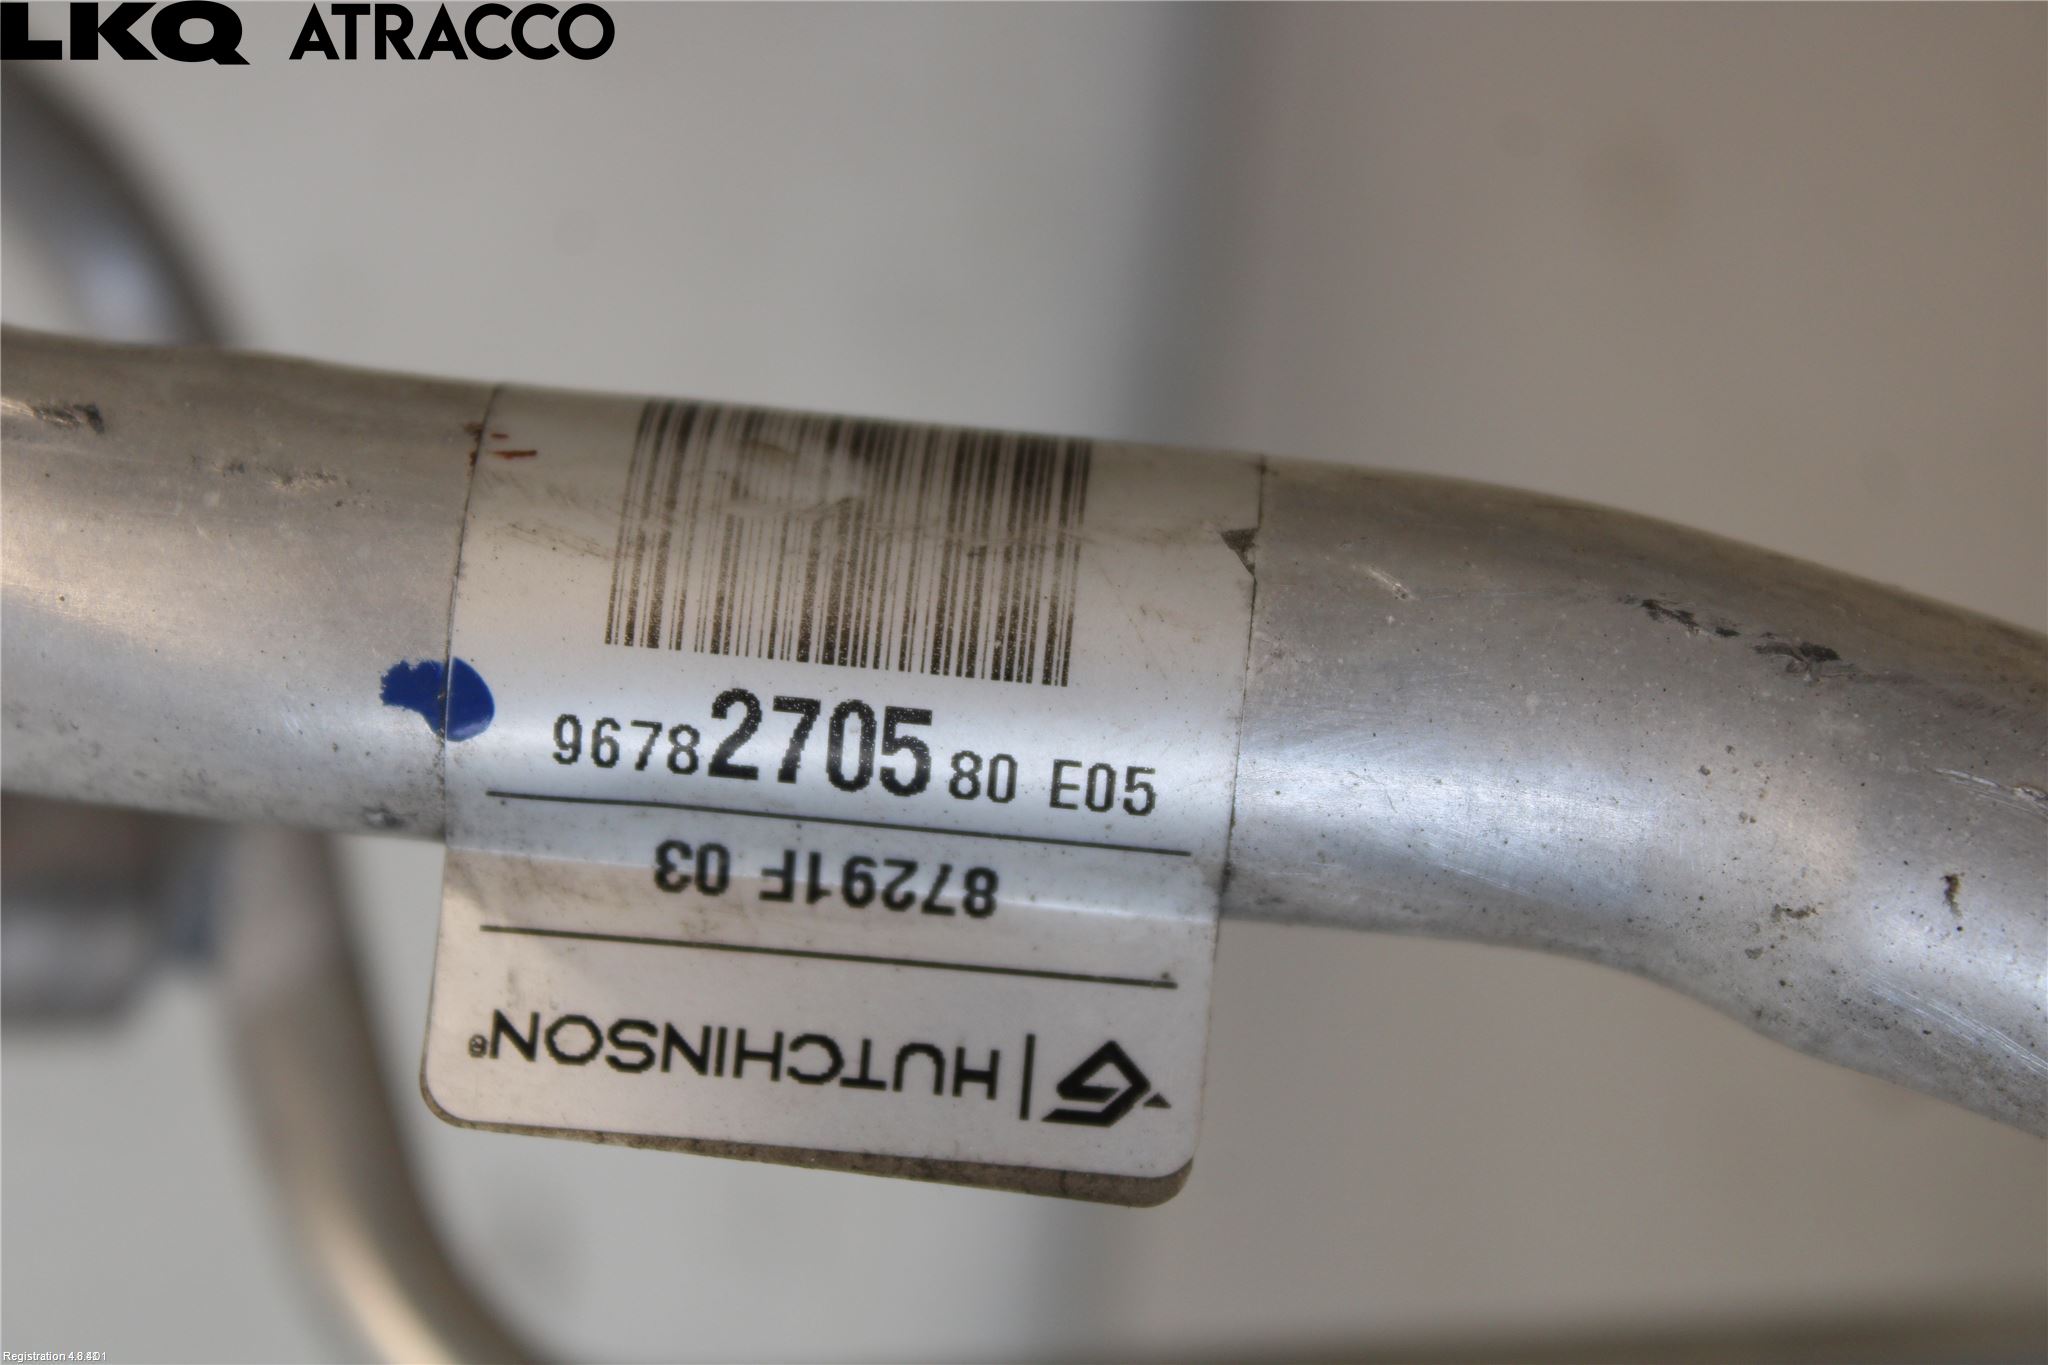 LKQ ATRACCO
9678270580 E05
87291F 03
HUTCHINSON®